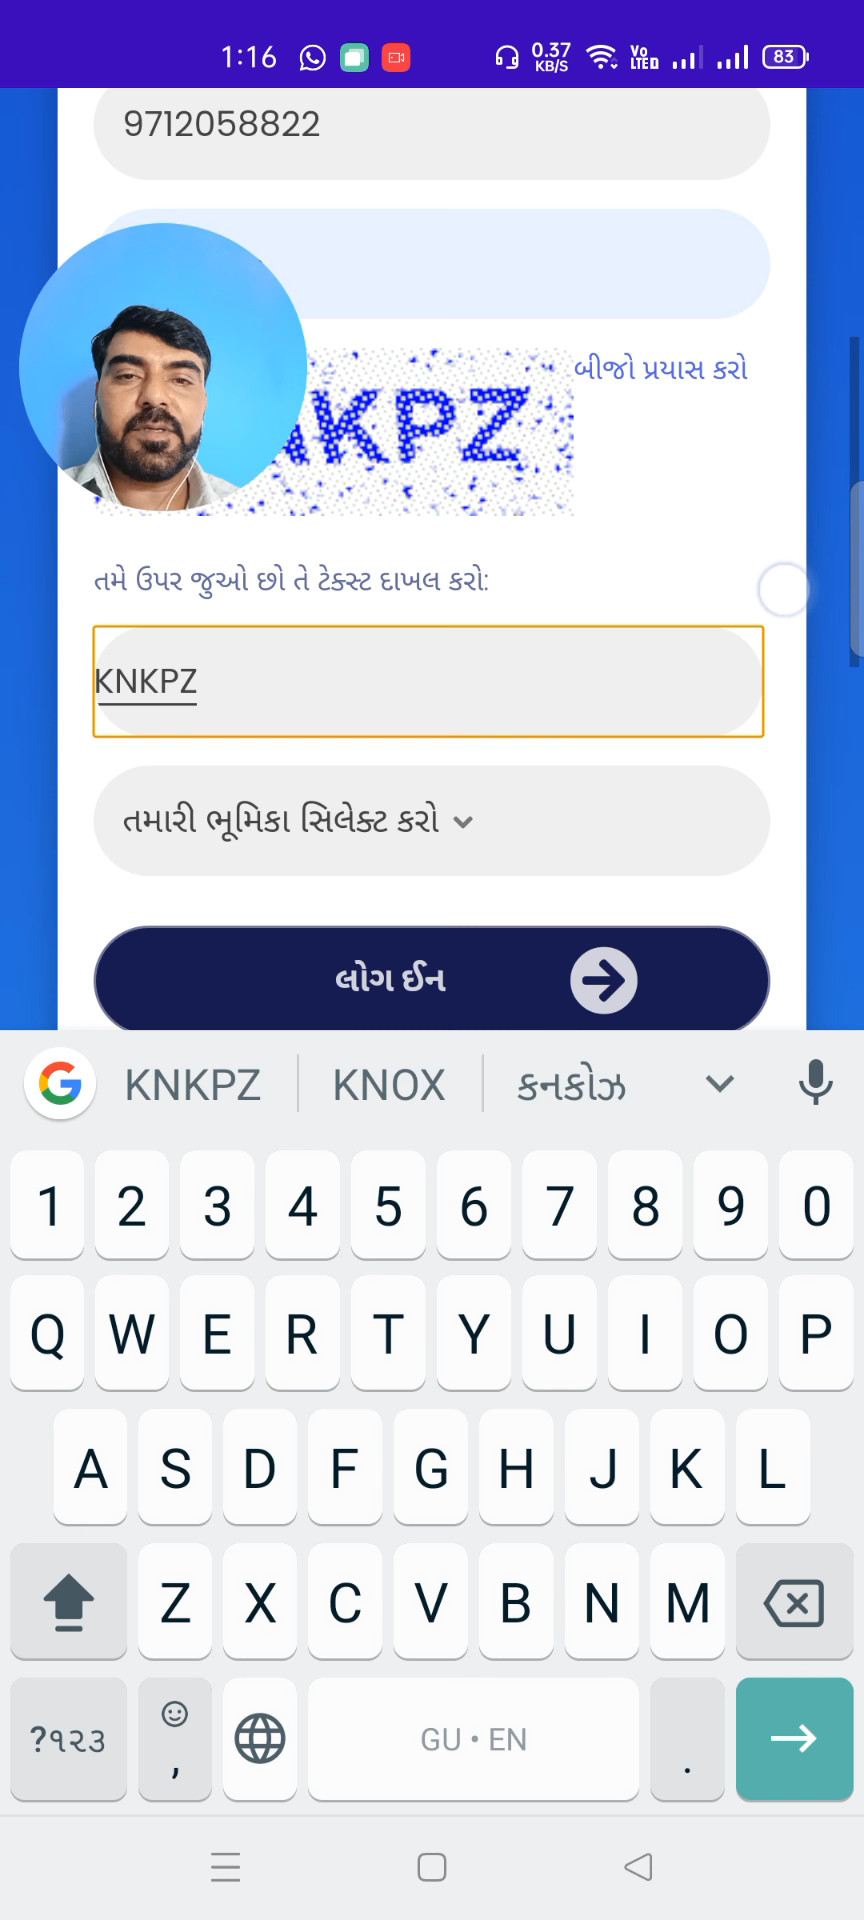 1:16 0.37 KB/S Vo LTE 83
9712058822
KPZ બીજો પ્રયાસ કરો
તમે ઉપર જુઓ છો તે ટેક્સ્ટ દાખલ કરો:
KNKPZ
તમારી ભૂમિકા સિલેક્ટ કરો
લોગ ઈન
G KNKPZ KNOX કનકોઝ
1 2 3 4 5 6 7 8 9 0
Q W E R T Y U I O P
A S D F G H J K L
Z X C V B N M
?૧૨૩ , GU • EN .